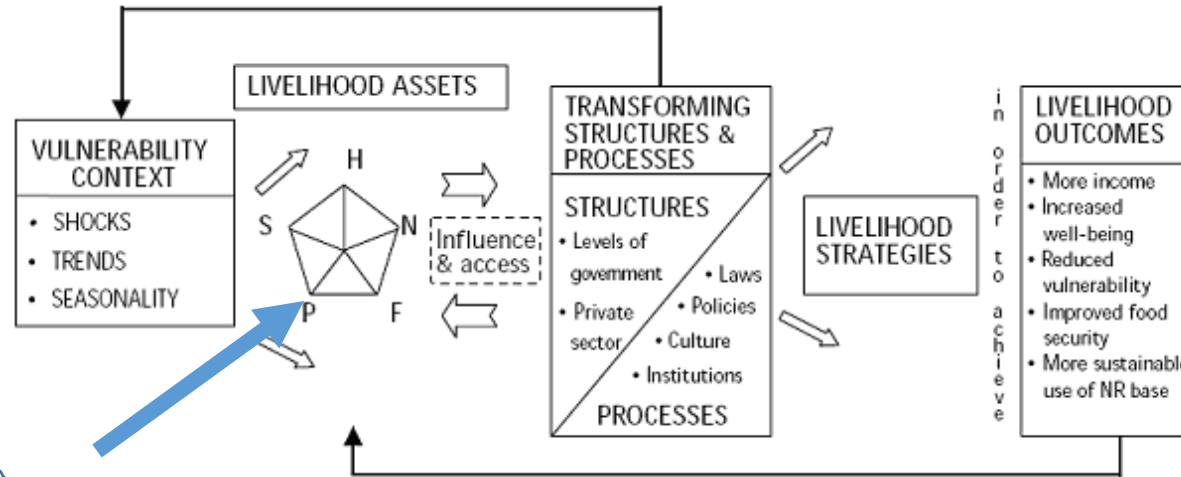 LIVELIHOOD ASSETS
VULNERABILITY
CONTEXT
• SHOCKS
• TRENDS
• SEASONALITY
H
S
N
P
F
Influence
& access
TRANSFORMING
STRUCTURES &
PROCESSES
STRUCTURES
• Levels of
government
• Private
sector
• Laws
• Policies
• Culture
• Institutions
PROCESSES
LIVELIHOOD
STRATEGIES
in order to achieve
LIVELIHOOD
OUTCOMES
• More income
• Increased
well-being
• Reduced
vulnerability
• Improved food
security
• More sustainable
use of NR base